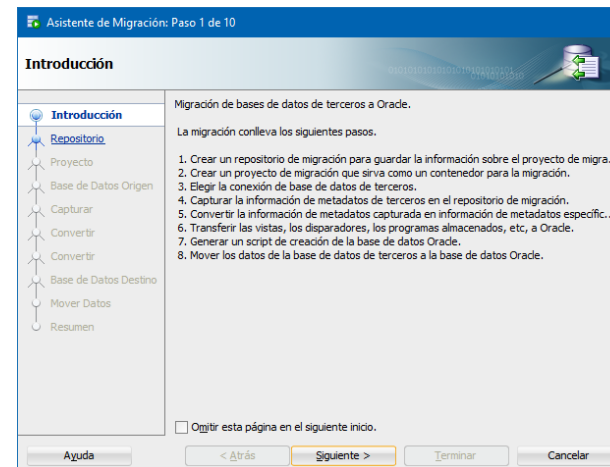 Asistente de Migración: Paso 1 de 10
Introducción
Introducción
Repositorio
Proyecto
Base de Datos Origen
Capturar
Convertir
Convertir
Base de Datos Destino
Mover Datos
Resumen
Migración de bases de datos de terceros a Oracle.
La migración conlleva los siguientes pasos.
1. Crear un repositorio de migración para guardar la información sobre el proyecto de migra...
2. Crear un proyecto de migración que sirva como un contenedor para la migración.
3. Elegir la conexión de base de datos de terceros.
4. Capturar la información de metadatos de terceros en el repositorio de migración.
5. Convertir la información de metadatos capturada en información de metadatos específic...
6. Transferir las vistas, los disparadores, los programas almacenados, etc, a Oracle.
7. Generar un script de creación de la base de datos Oracle.
8. Mover los datos de la base de datos de terceros a la base de datos Oracle.
Omitir esta página en el siguiente inicio.
Ayuda
< Atrás
Siguiente >
Terminar
Cancelar